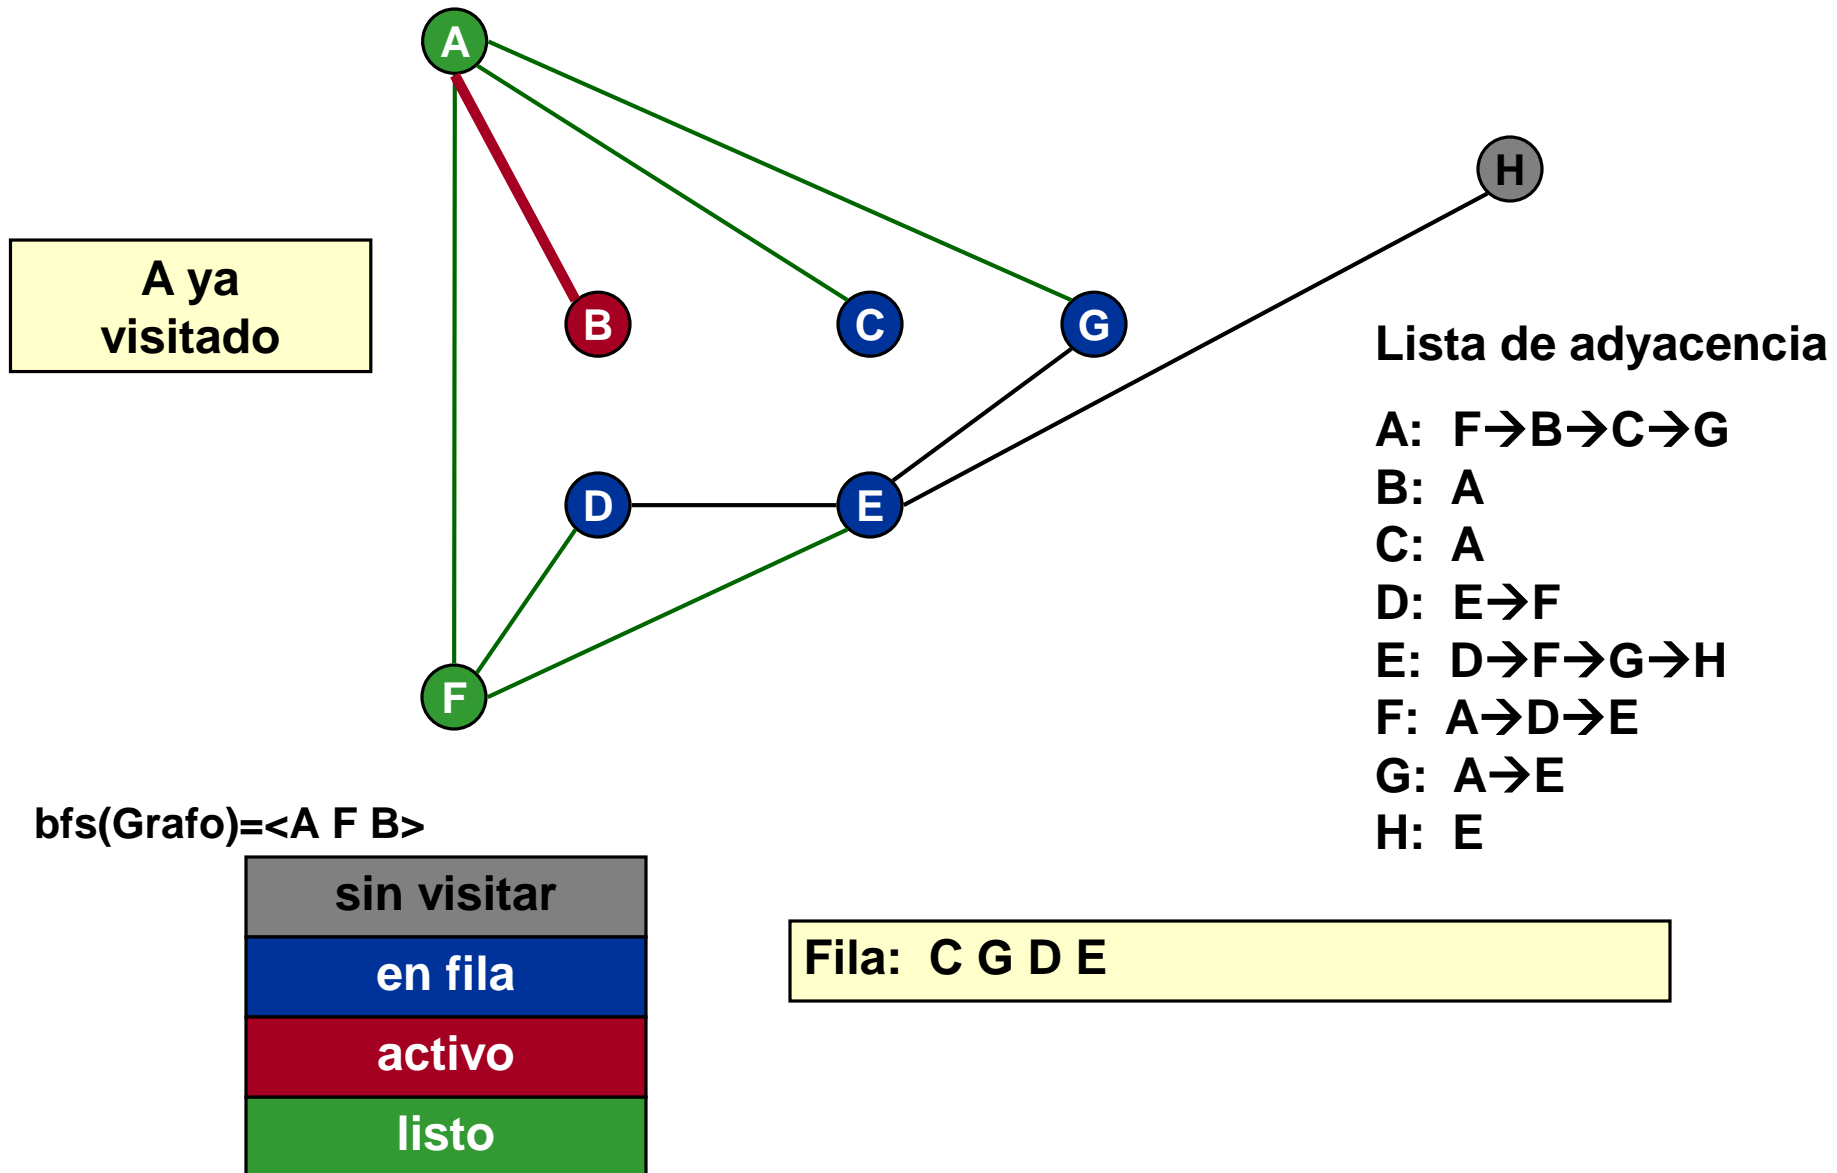 A
H
A ya
visitado
B
C
G
Lista de adyacencia
A: F→B→C→G
B: A
C: A
D: E→F
E: D→F→G→H
F: A→D→E
G: A→E
H: E
D
E
F
bfs(Grafo)=<A F B>
sin visitar
en fila
activo
listo
Fila: C G D E